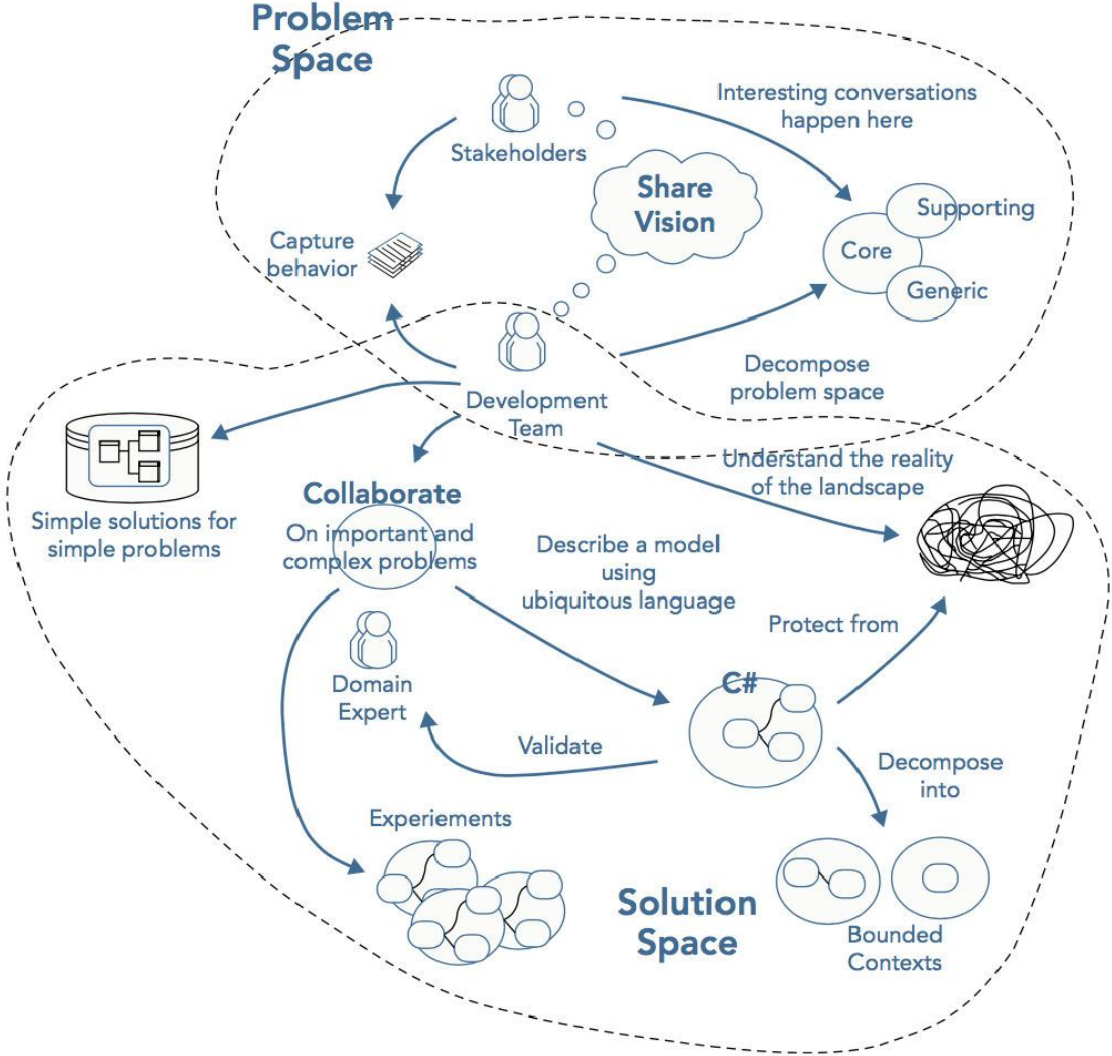 Problem
Space
Interesting conversations
happen here
Stakeholders
Share
Vision
Supporting
Core
Generic
Capture
behavior
Decompose
problem space
Development
Team
Understand the reality
of the landscape
Simple solutions for
simple problems
Collaborate
On important and
complex problems
Describe a model
using
ubiquitous language
Protect from
Domain
Expert
C#
Validate
Decompose
into
Experiements
Solution
Space
Bounded
Contexts